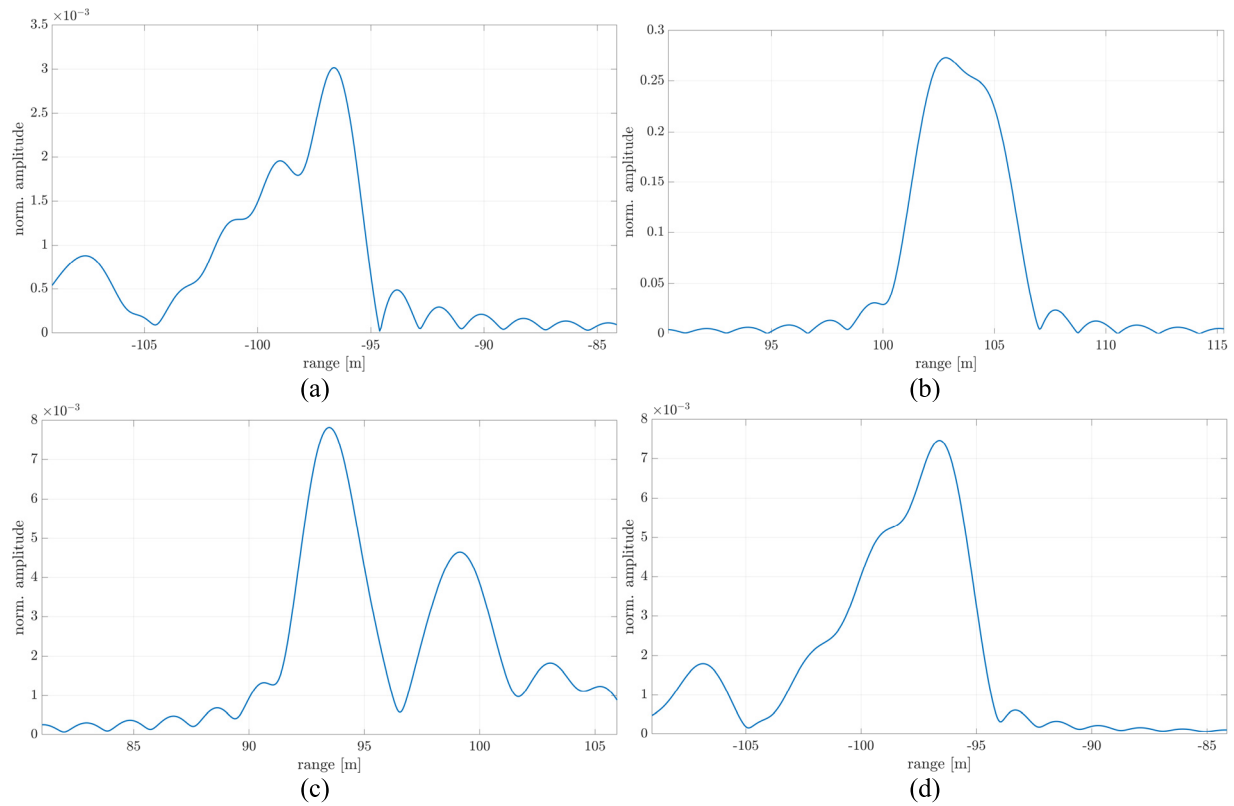 ×10⁻³
3.5
3
2.5
2
1.5
1
0.5
0
norm. amplitude
-105 -100 -95 -90 -85
range [m]
(a)
0.3
0.25
0.2
0.15
0.1
0.05
0
norm. amplitude
95 100 105 110 115
range [m]
(b)
×10⁻³
8
7
6
5
4
3
2
1
0
norm. amplitude
85 90 95 100 105
range [m]
(c)
×10⁻³
8
7
6
5
4
3
2
1
0
norm. amplitude
-105 -100 -95 -90 -85
range [m]
(d)